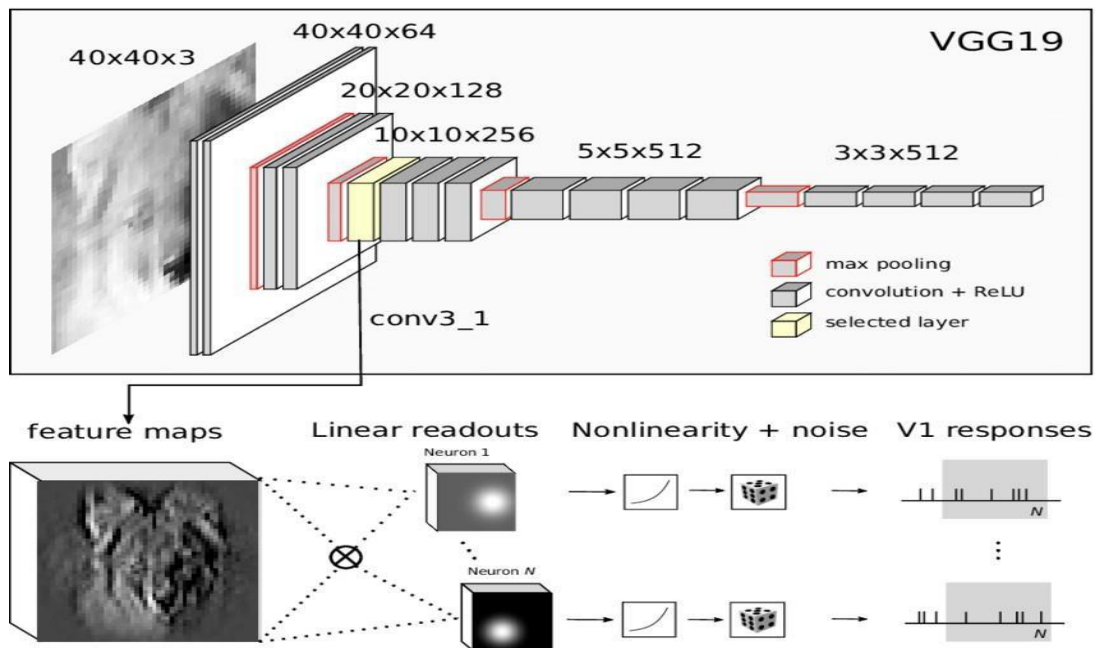 VGG19
40x40x3
40x40x64
20x20x128
10x10x256
5x5x512
3x3x512
max pooling
convolution + ReLU
selected layer
conv3_1
feature maps
Linear readouts
Nonlinearity + noise
V1 responses
Neuron 1
N
Neuron N
N